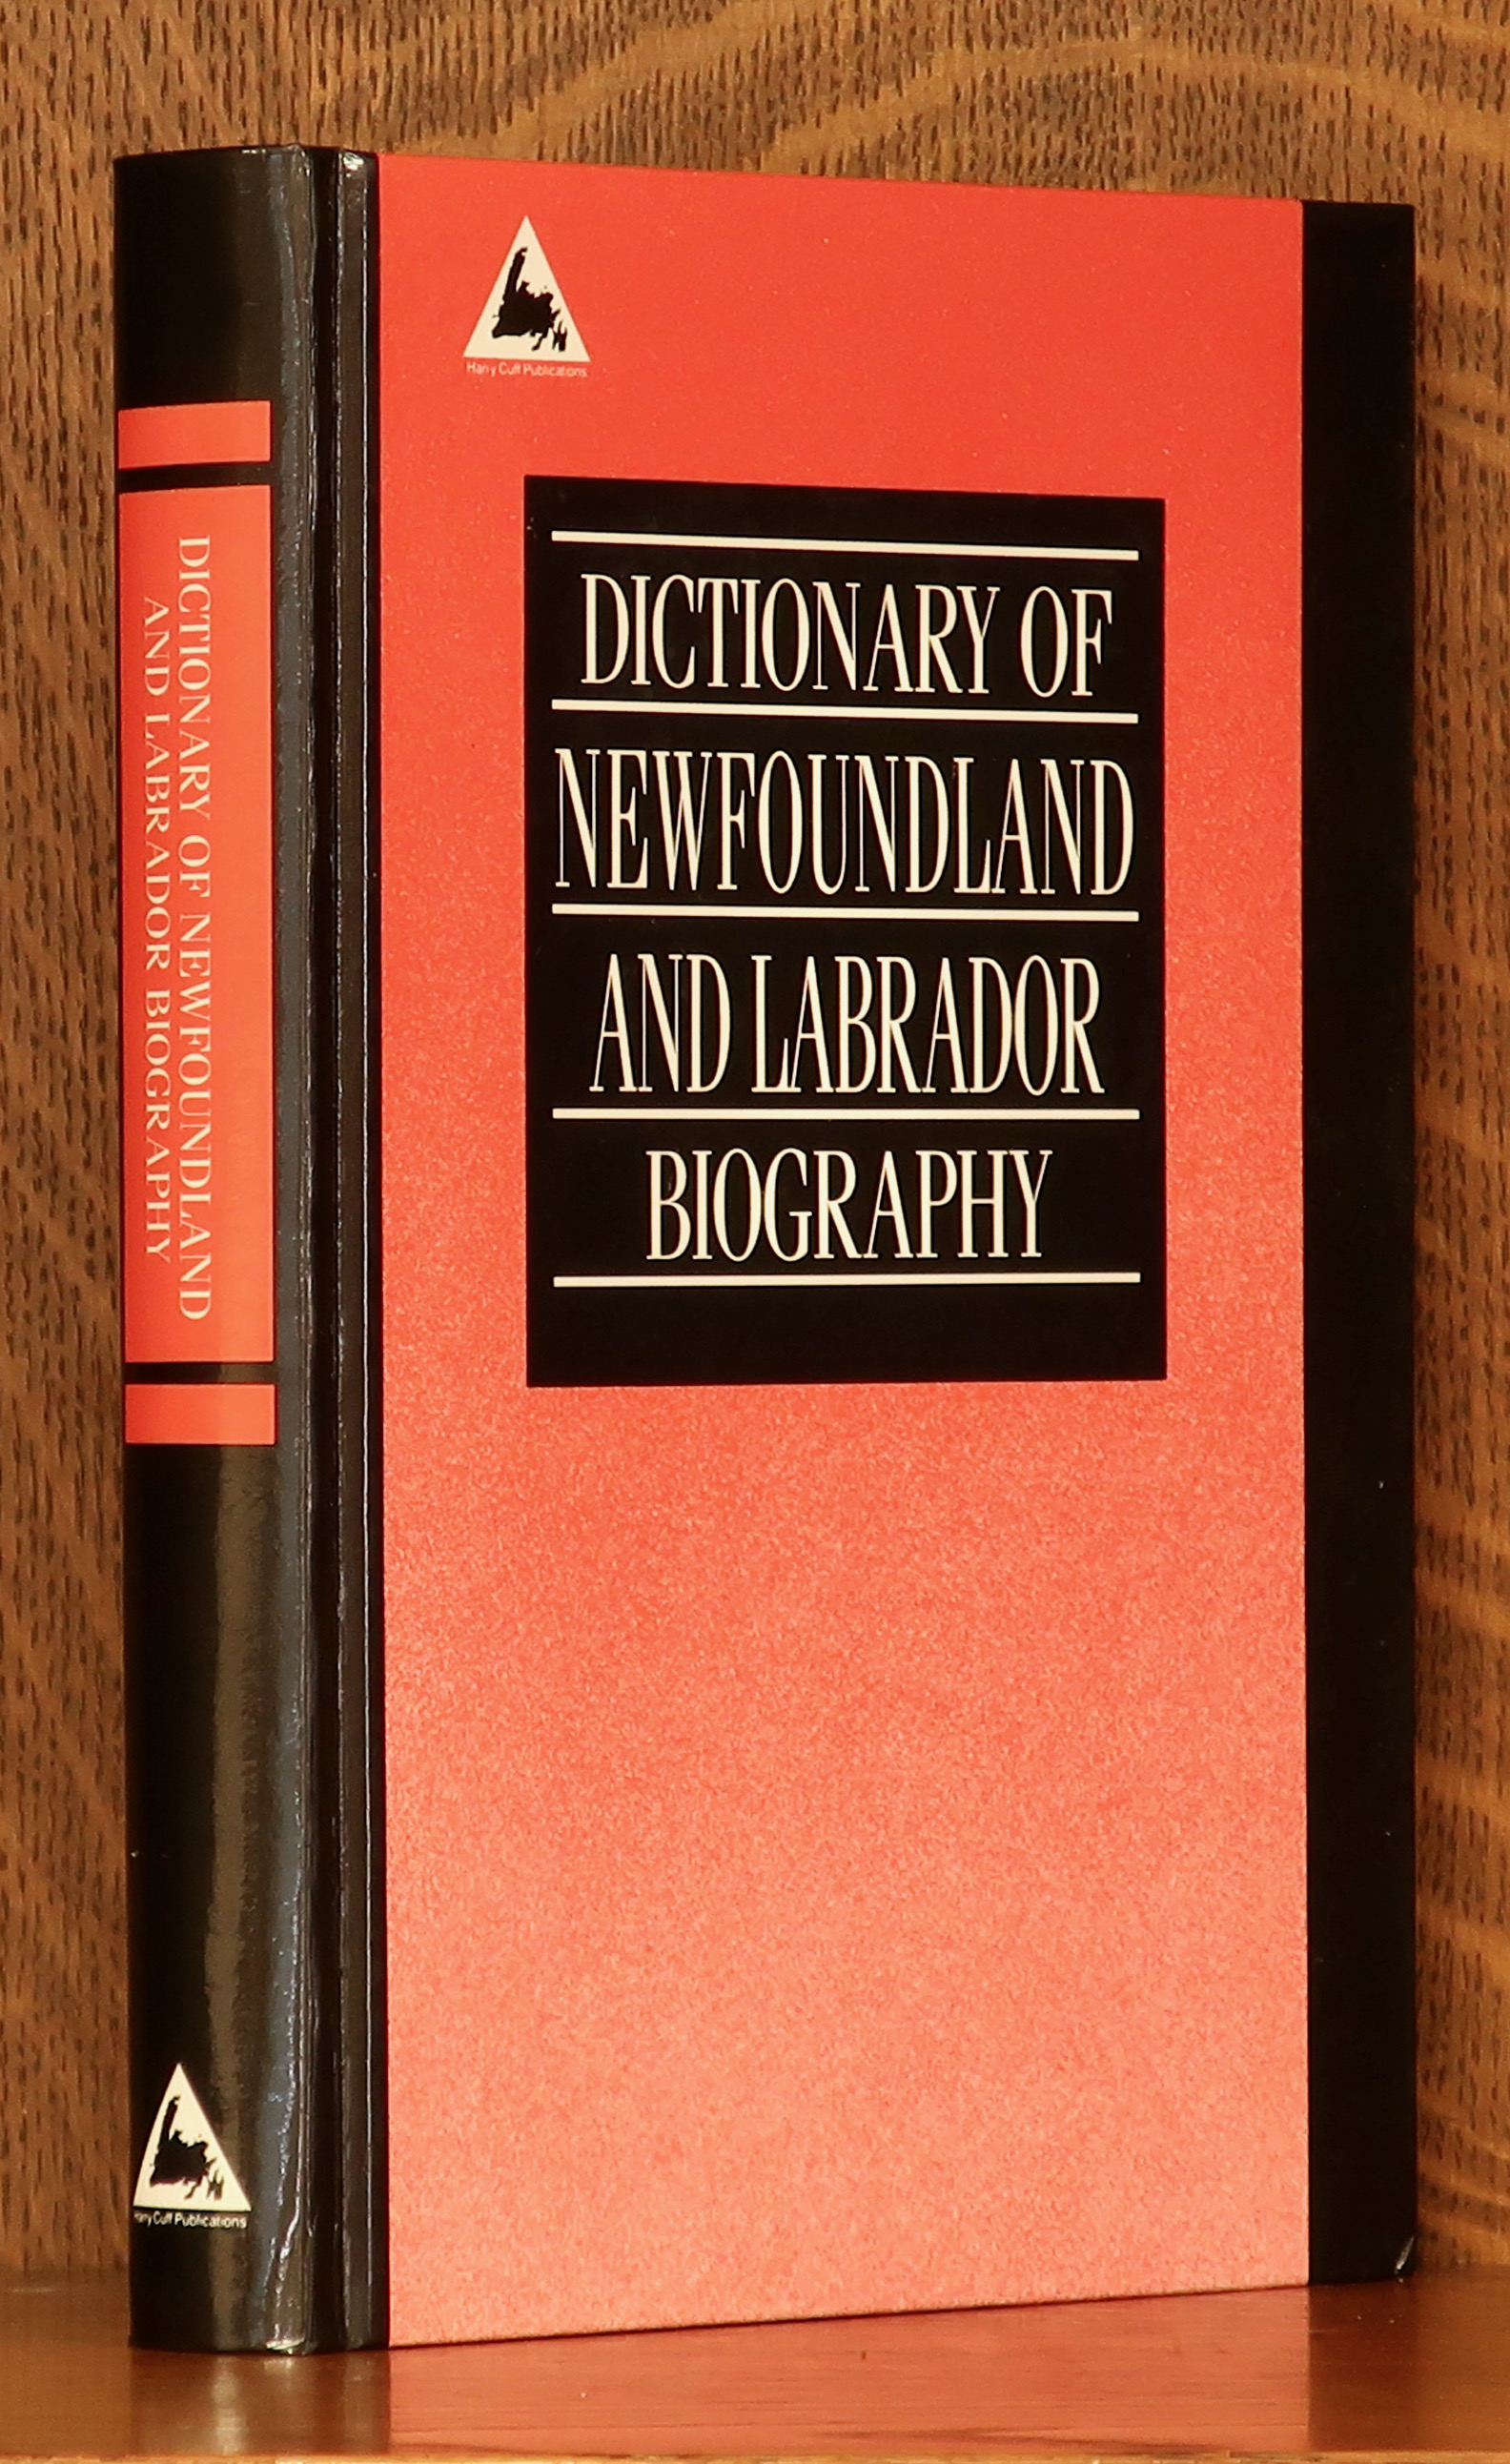 Harry Cuff Publications
DICTIONARY OF
NEWFOUNDLAND
AND LABRADOR
BIOGRAPHY
DICTIONARY OF NEWFOUNDLAND
AND LABRADOR BIOGRAPHY
Harry Cuff Publications